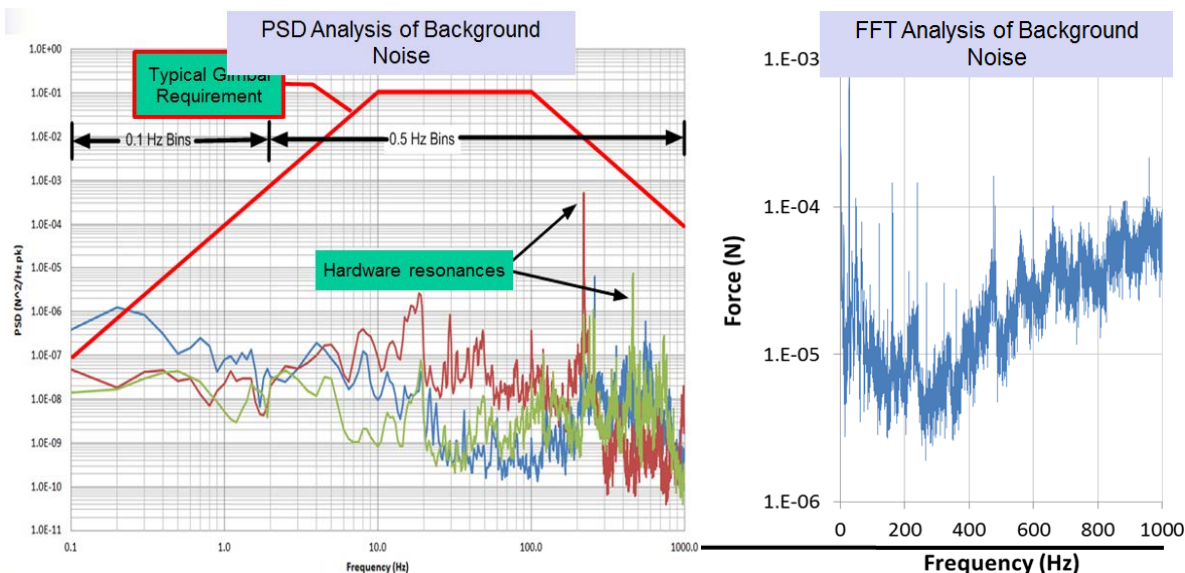 PSD Analysis of Background
Noise
1.0E+00
1.0E-01
1.0E-02
1.0E-03
1.0E-04
1.0E-05
1.0E-06
1.0E-07
1.0E-08
1.0E-09
1.0E-10
1.0E-11
PSD (N^2/Hz pk)
Typical Gimbal
Requirement
0.1 Hz Bins
0.5 Hz Bins
Hardware resonances
0.1
1.0
10.0
100.0
1000.0
Frequency (Hz)
FFT Analysis of Background
Noise
1.E-03
1.E-04
1.E-05
1.E-06
Force (N)
0
200
400
600
800
1000
Frequency (Hz)